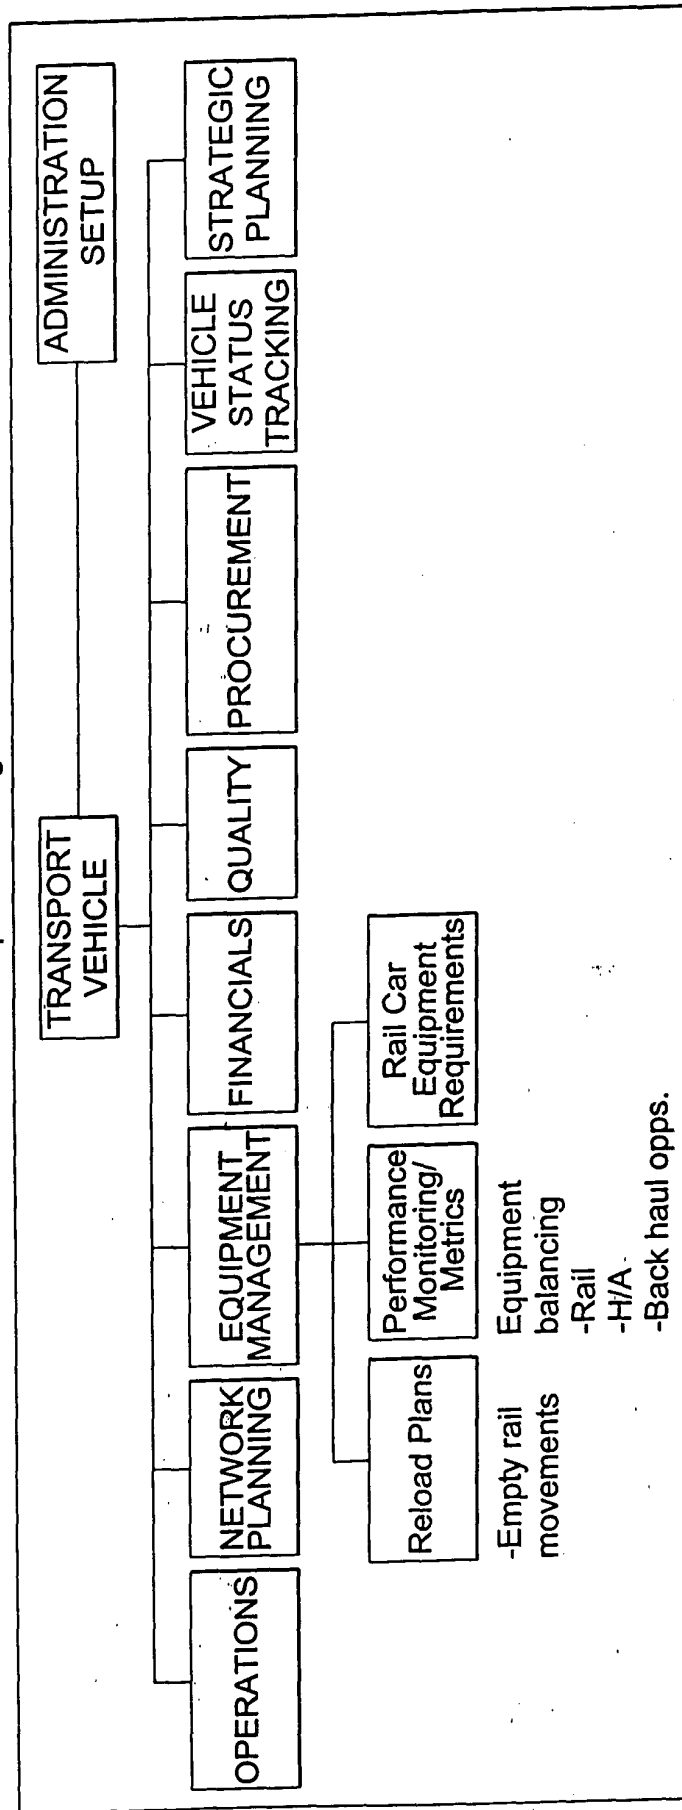 TRANSPORT
VEHICLE
ADMINISTRATION
SETUP
OPERATIONS
NETWORK
PLANNING
EQUIPMENT
MANAGEMENT
FINANCIALS
QUALITY
PROCUREMENT
VEHICLE
STATUS
TRACKING
STRATEGIC
PLANNING
Reload Plans
Performance
Monitoring/
Metrics
Rail Car
Equipment
Requirements
-Empty rail
movements
Equipment
balancing
-Rail
-H/A
-Back haul opps.